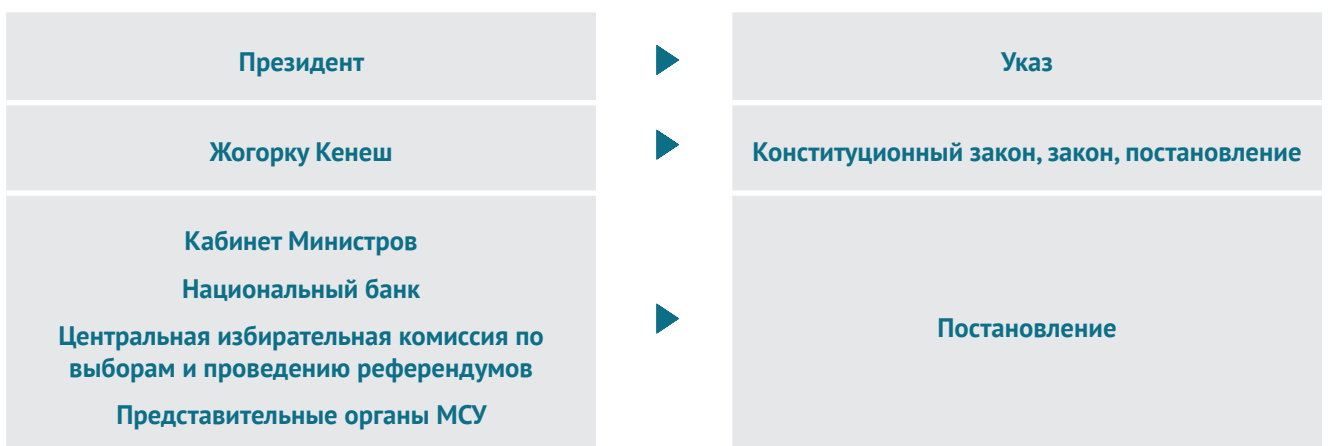 Президент
Указ
Жогорку Кенеш
Конституционный закон, закон, постановление
Кабинет Министров
Национальный банк
Центральная избирательная комиссия по
выборам и проведению референдумов
Представительные органы МСУ
Постановление